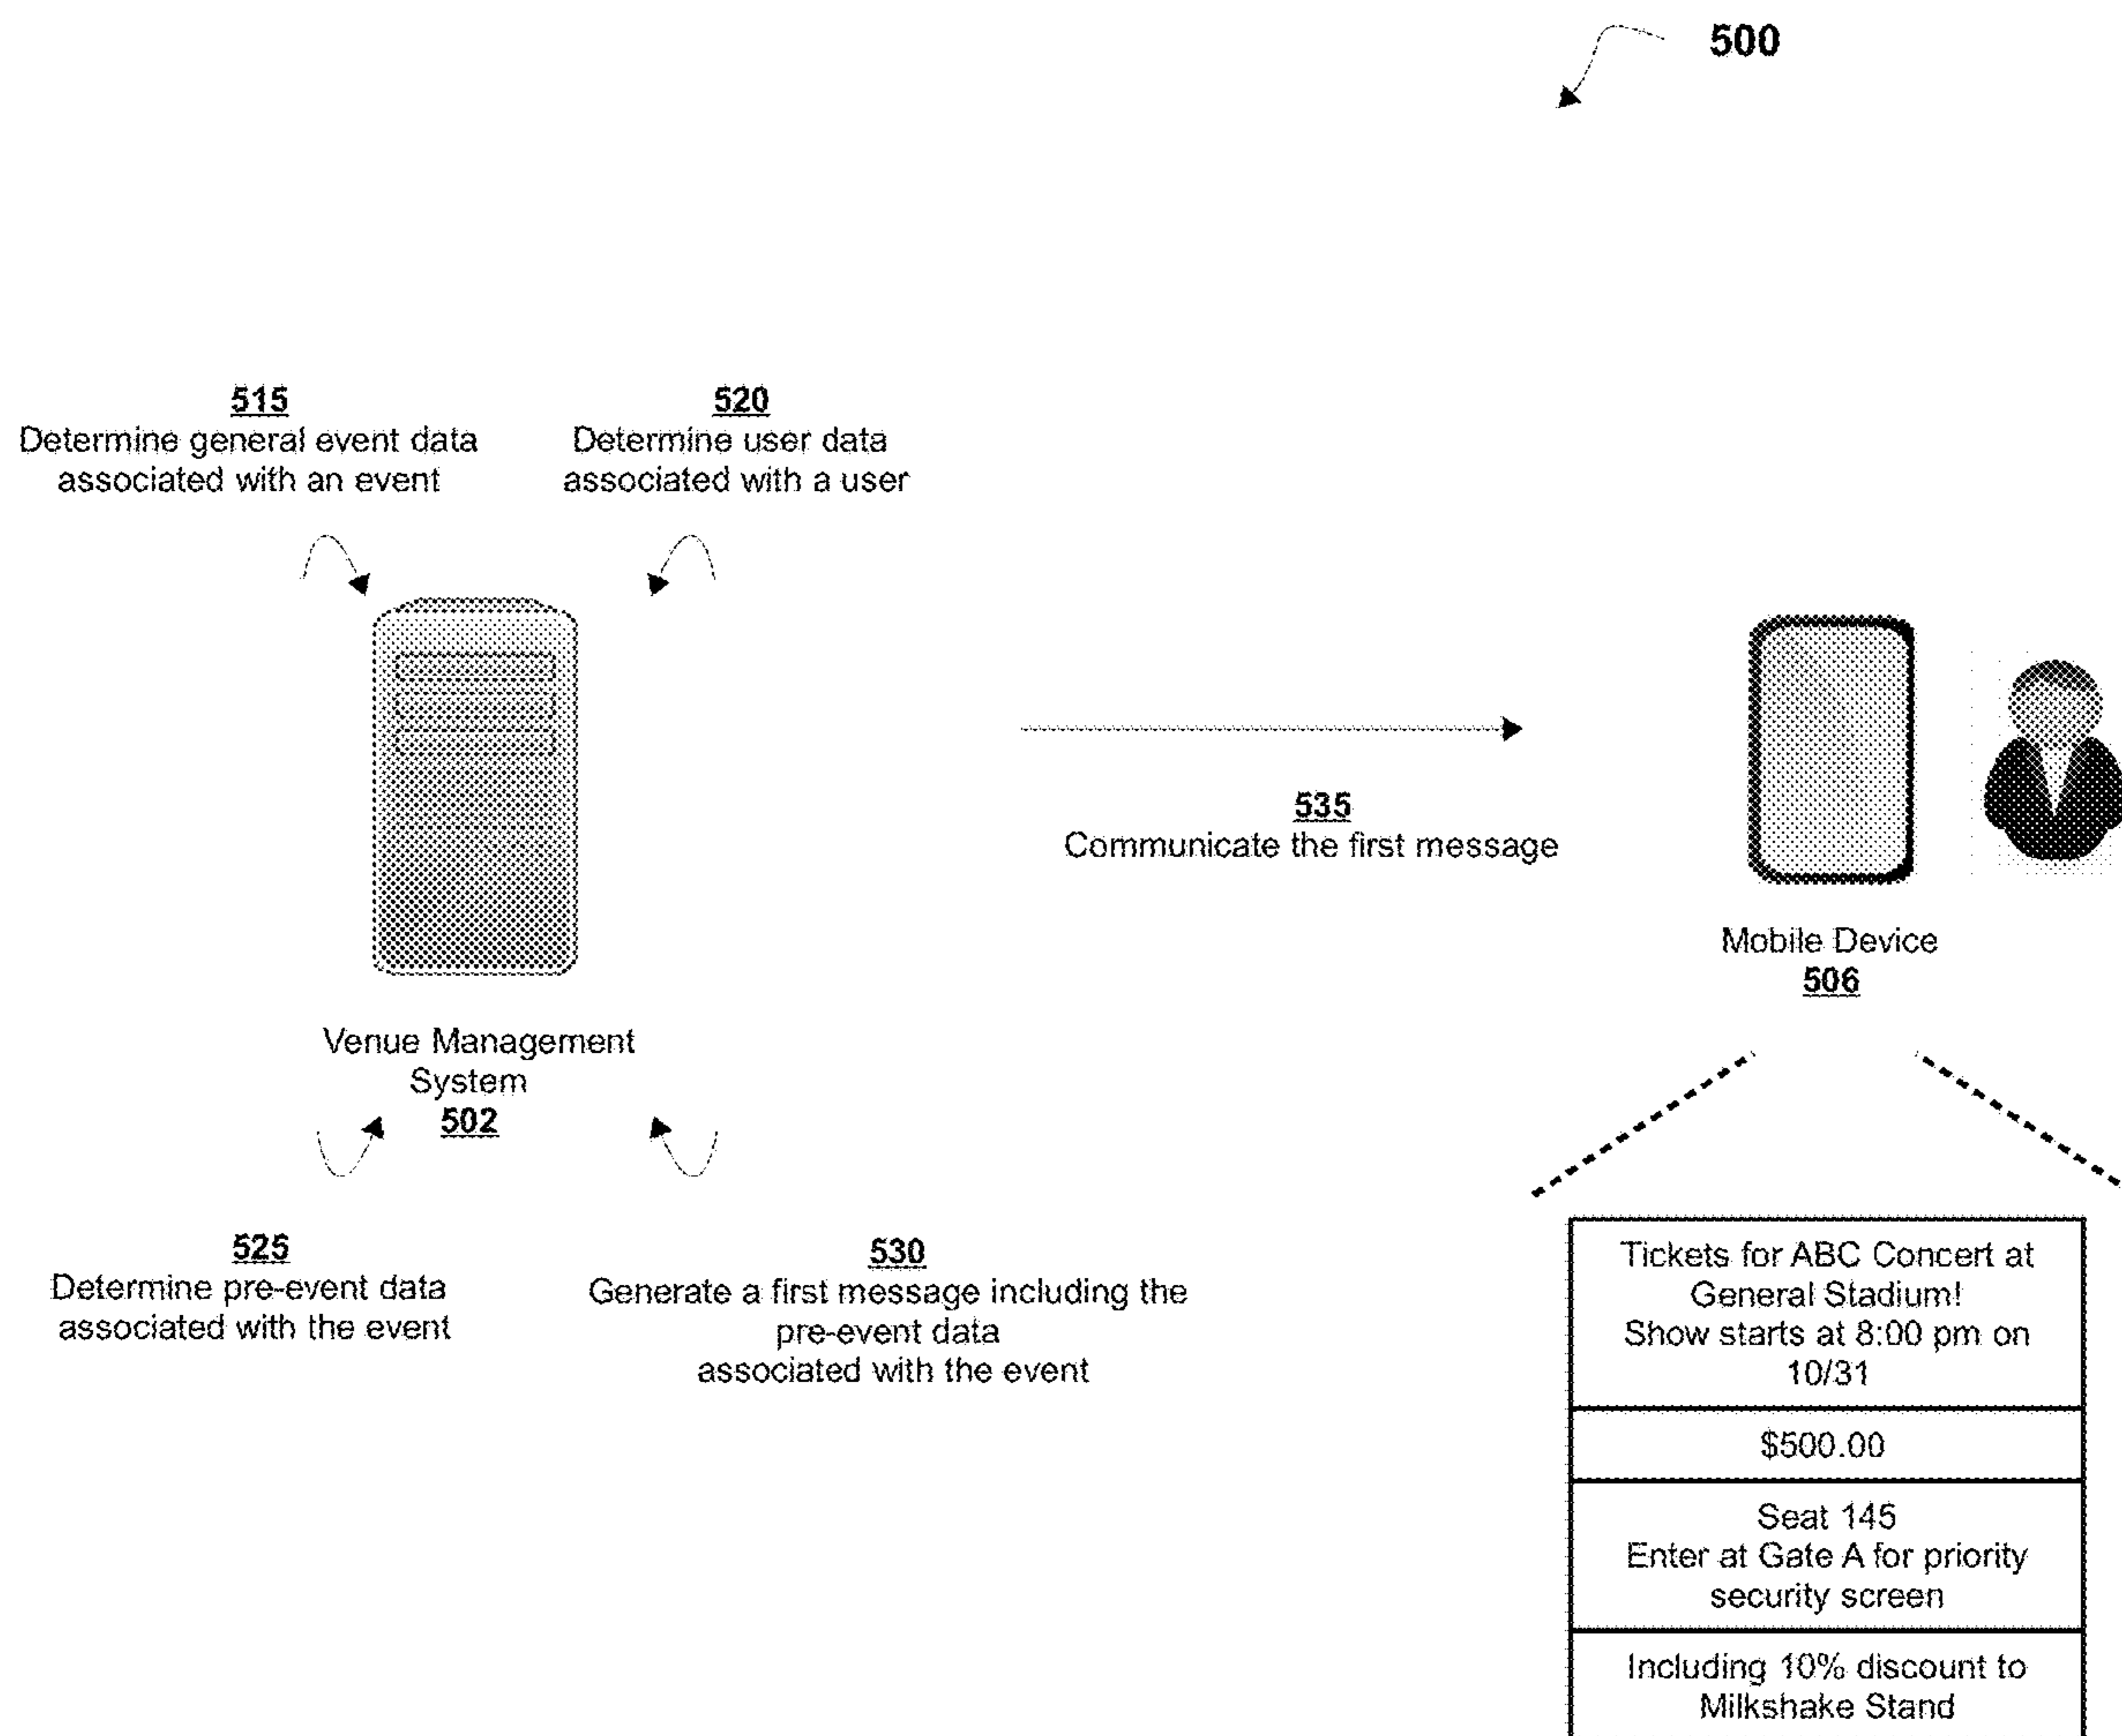 500
515
Determine general event data
associated with an event
520
Determine user data
associated with a user
535
Communicate the first message
Mobile Device
506
Venue Management
System
502
525
Determine pre-event data
associated with the event
530
Generate a first message including the
pre-event data
associated with the event
Tickets for ABC Concert at
General Stadium!
Show starts at 8:00 pm on
10/31
$500.00
Seat 145
Enter at Gate A for priority
security screen
Including 10% discount to
Milkshake Stand